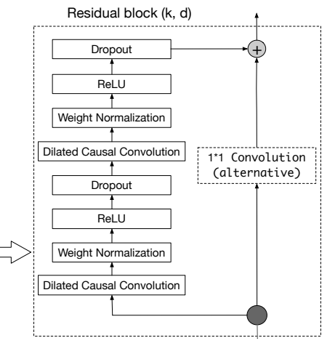 Residual block (k, d)
Dropout
+
ReLU
Weight Normalization
Dilated Causal Convolution
1*1 Convolution
(alternative)
Dropout
ReLU
Weight Normalization
Dilated Causal Convolution